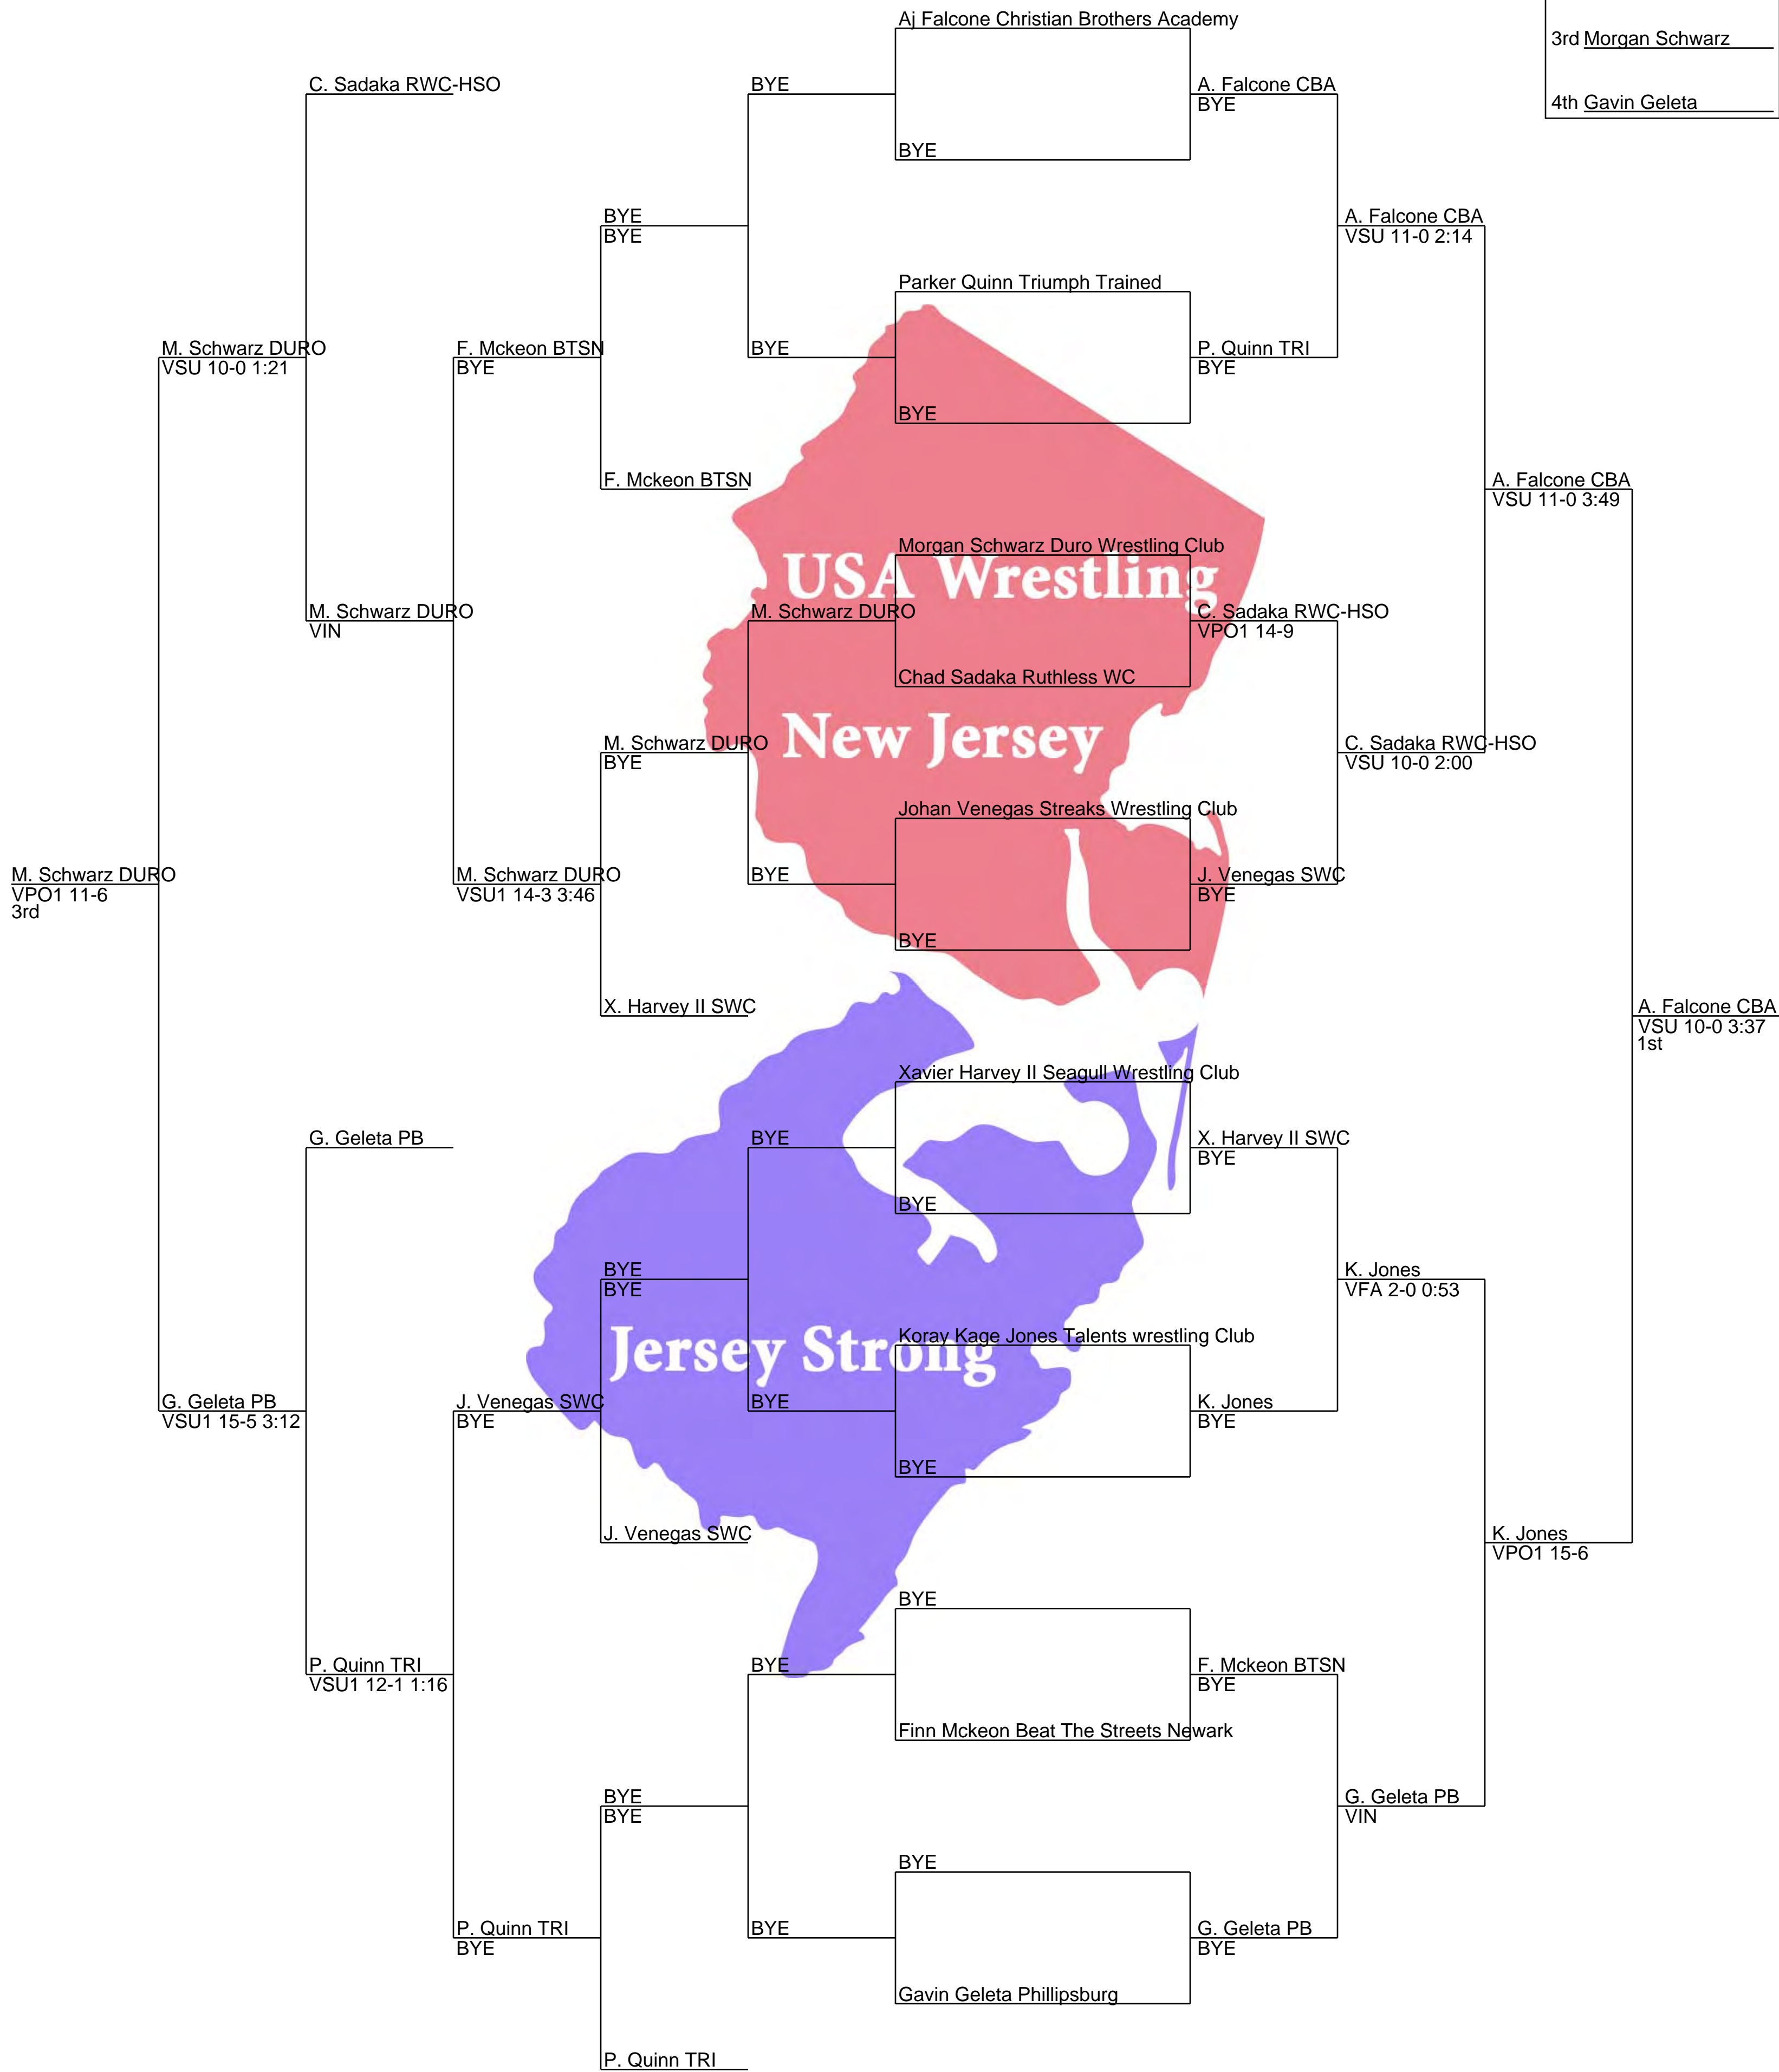 Aj Falcone Christian Brothers Academy
3rd Morgan Schwarz
C. Sadaka RWC-HSO
BYE
A. Falcone CBA
BYE
4th Gavin Geleta
BYE
BYE
BYE
A. Falcone CBA
VSU 11-0 2:14
Parker Quinn Triumph Trained
M. Schwarz DURO
VSU 10-0 1:21
F. Mckeon BTSN
BYE
BYE
P. Quinn TRI
BYE
BYE
F. Mckeon BTSN
A. Falcone CBA
VSU 11-0 3:49
Morgan Schwarz Duro Wrestling Club
USA Wrestling
M. Schwarz DURO
VIN
M. Schwarz DURO
C. Sadaka RWC-HSO
VPO1 14-9
Chad Sadaka Ruthless WC
New Jersey
M. Schwarz DURO
BYE
C. Sadaka RWC-HSO
VSU 10-0 2:00
Johan Venegas Streaks Wrestling Club
M. Schwarz DURO
VPO1 11-6
3rd
M. Schwarz DURO
VSU1 14-3 3:46
BYE
J. Venegas SWC
BYE
BYE
X. Harvey II SWC
A. Falcone CBA
VSU 10-0 3:37
1st
Xavier Harvey II Seagull Wrestling Club
G. Geleta PB
BYE
X. Harvey II SWC
BYE
BYE
BYE
BYE
K. Jones
VFA 2-0 0:53
Jersey Strong
Koray Kage Jones Talents wrestling Club
G. Geleta PB
VSU1 15-5 3:12
J. Venegas SWC
BYE
BYE
K. Jones
BYE
BYE
J. Venegas SWC
K. Jones
VPO1 15-6
BYE
P. Quinn TRI
VSU1 12-1 1:16
BYE
F. Mckeon BTSN
BYE
Finn Mckeon Beat The Streets Newark
BYE
BYE
G. Geleta PB
VIN
BYE
P. Quinn TRI
BYE
BYE
G. Geleta PB
BYE
Gavin Geleta Phillipsburg
P. Quinn TRI